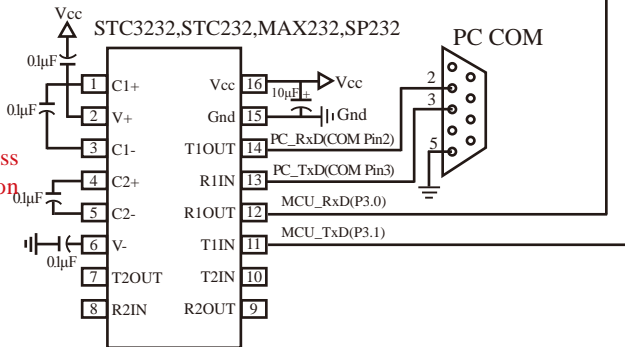 Vcc
STC3232,STC232,MAX232,SP232
PC COM
0.1μF
1 C1+ Vcc 16 Vcc
10μF +
0.1μF
2 V+ Gnd 15 Gnd
3 C1- T1OUT 14 PC_RxD(COM Pin2)
4 C2+ R1IN 13 PC_TxD(COM Pin3)
0.1μF
5 C2- R1OUT 12 MCU_RxD(P3.0)
6 V- T1IN 11 MCU_TxD(P3.1)
0.1μF
7 T2OUT T2IN 10
8 R2IN R2OUT 9
2
3
5
ss
on